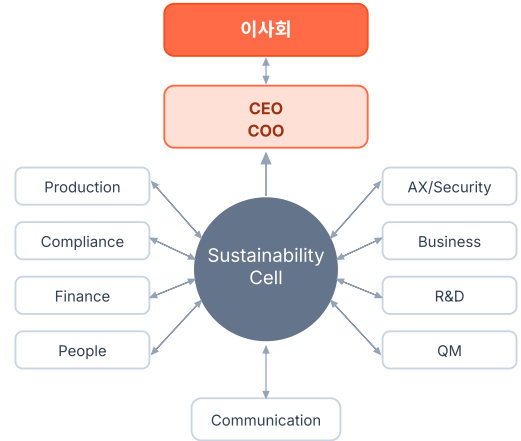 이사회
CEO
COO
Production
AX/Security
Compliance
Sustainability
Cell
Business
Finance
R&D
People
QM
Communication